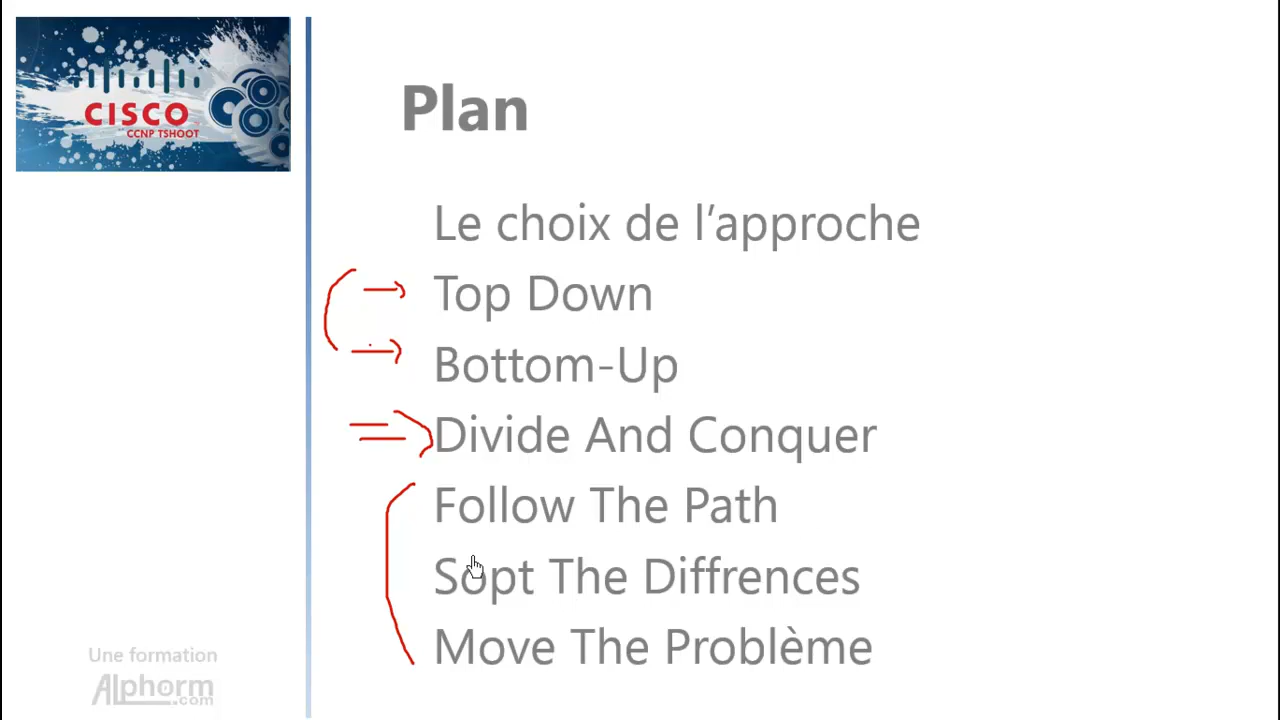 CISCO
CCNP TSHOOT
Plan
Le choix de l’approche
Top Down
Bottom-Up
Divide And Conquer
Follow The Path
Sopt The Diffrences
Move The Problème
Une formation
Alphorm
.com